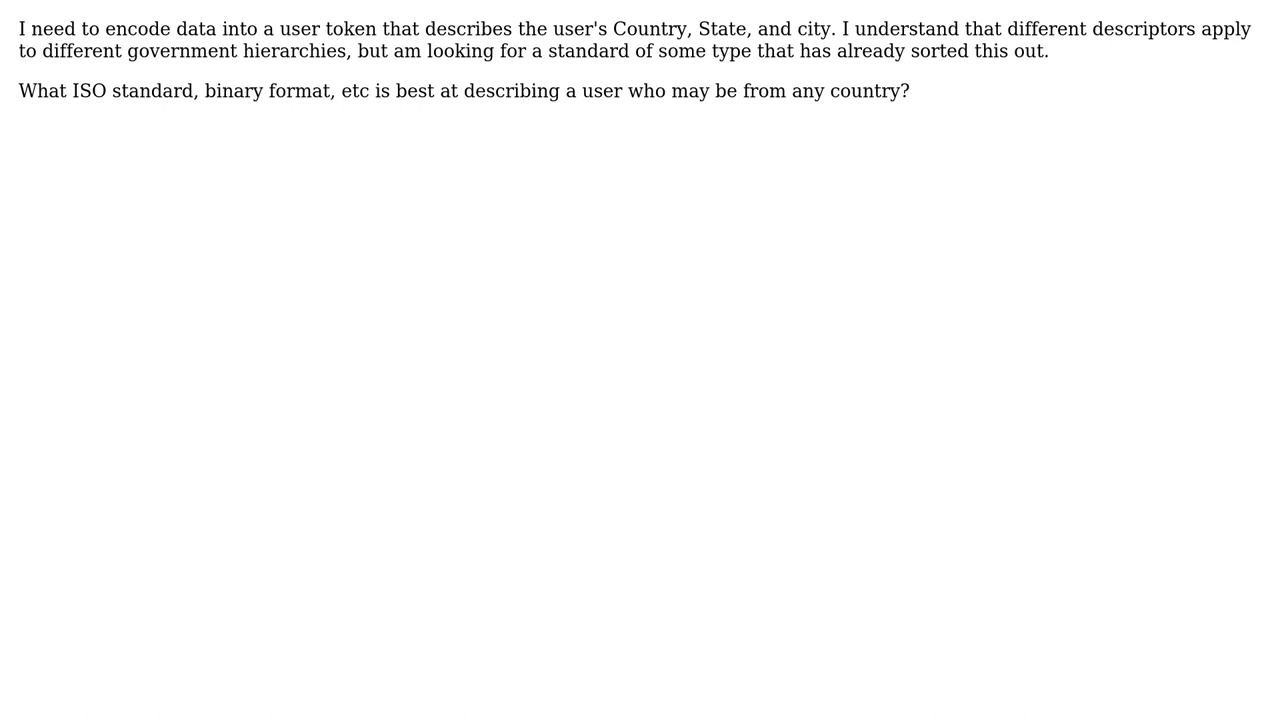 I need to encode data into a user token that describes the user's Country, State, and city. I understand that different descriptors apply
to different government hierarchies, but am looking for a standard of some type that has already sorted this out.
What ISO standard, binary format, etc is best at describing a user who may be from any country?